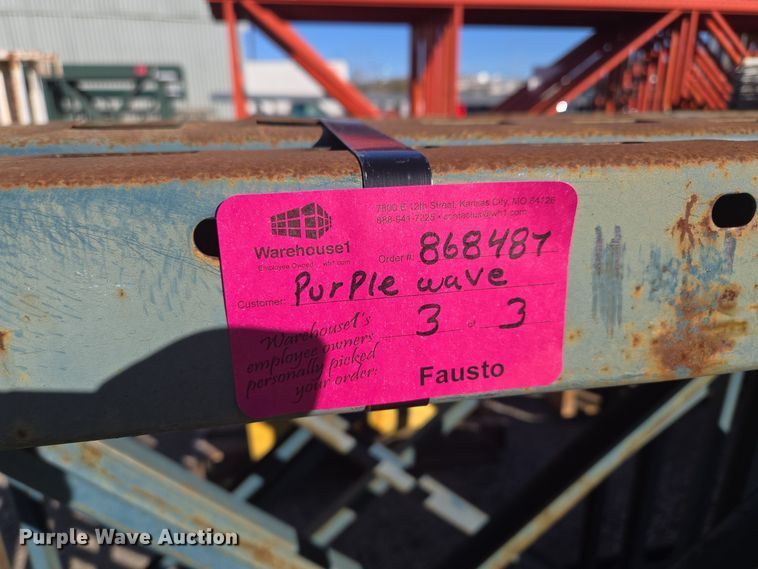 7800 E 12th Street, Kansas City, MO 64126
888-641-7225 • contactus@wh1.com
Warehouse1
Employee Owned wh1.com
Order #: 868487
Customer: Purple wave
3 of 3
Warehouse1's
employee owners
personally picked
your order:
Fausto
Purple Wave Auction